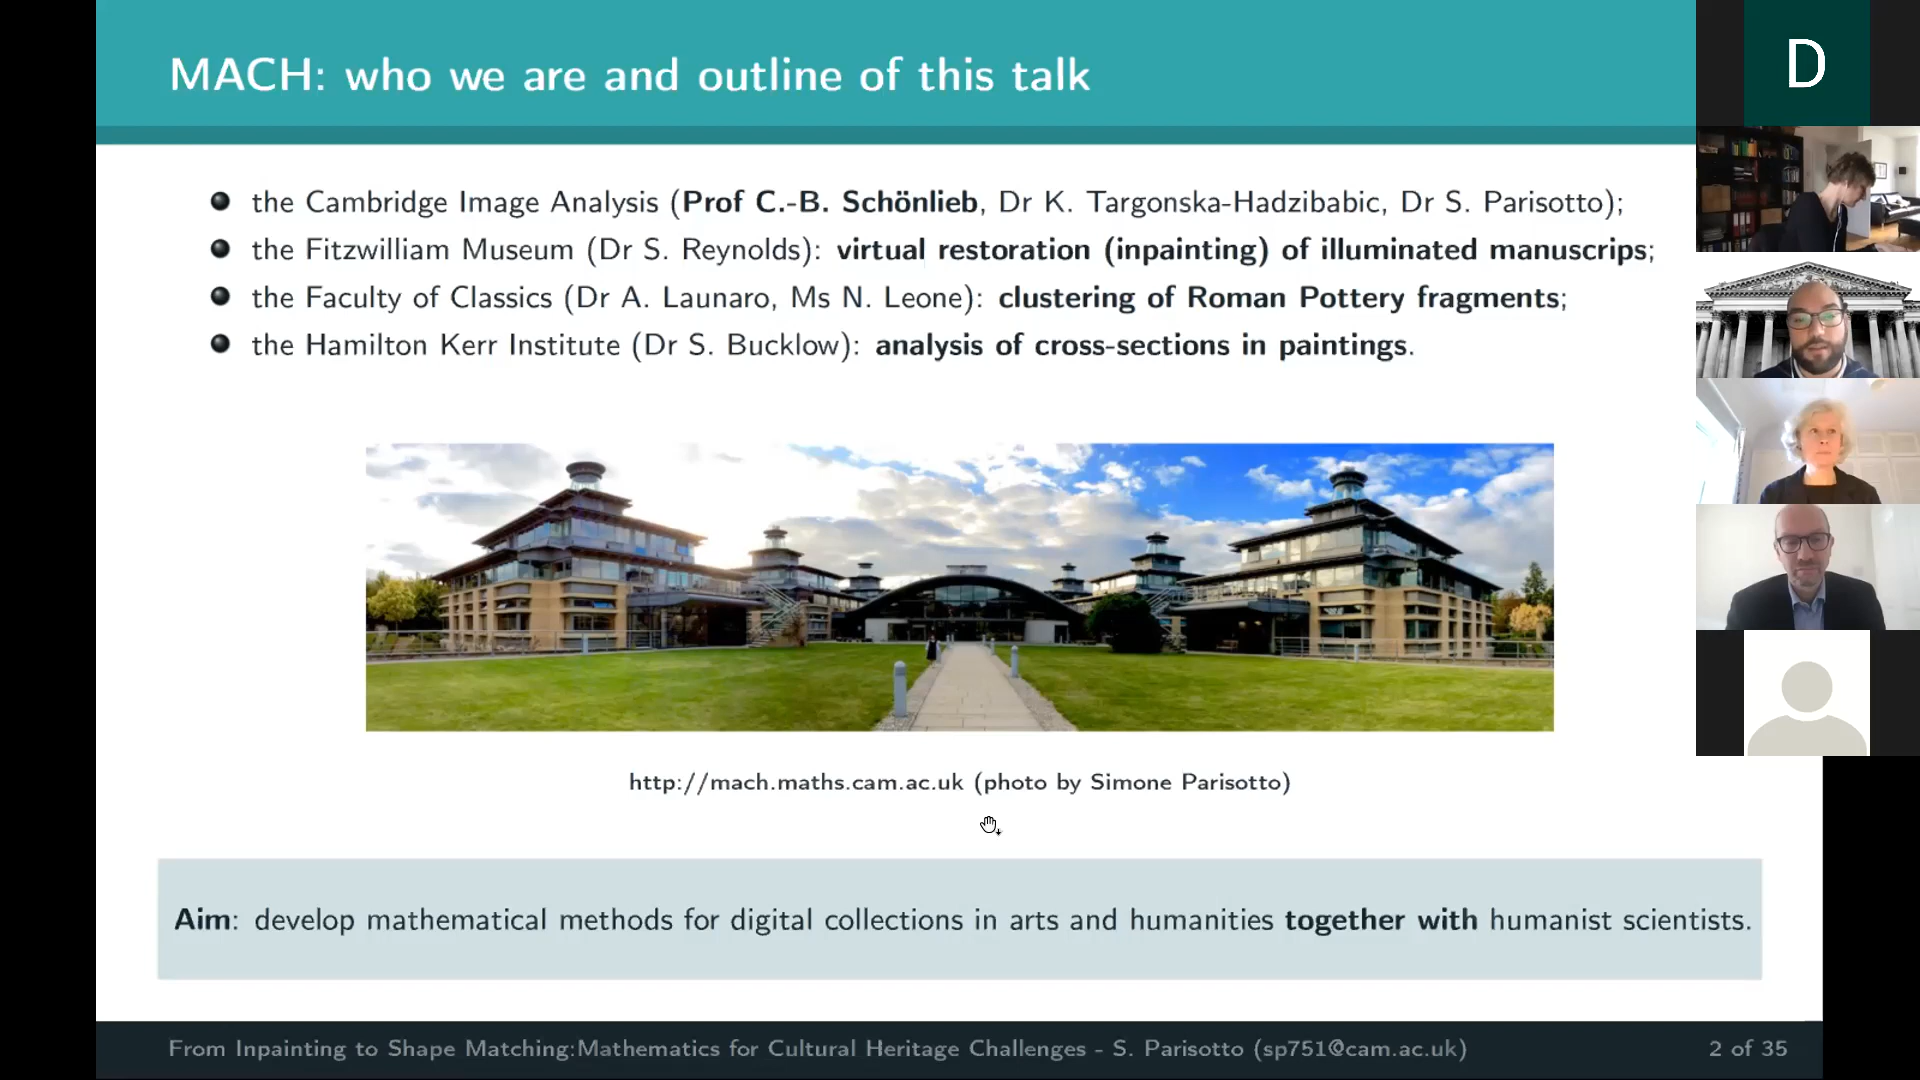 MACH: who we are and outline of this talk
D
the Cambridge Image Analysis (Prof C.-B. Schönlieb, Dr K. Targonska-Hadzibabic, Dr S. Parisotto);
the Fitzwilliam Museum (Dr S. Reynolds): virtual restoration (inpainting) of illuminated manuscrips;
the Faculty of Classics (Dr A. Launaro, Ms N. Leone): clustering of Roman Pottery fragments;
the Hamilton Kerr Institute (Dr S. Bucklow): analysis of cross-sections in paintings.
http://mach.maths.cam.ac.uk (photo by Simone Parisotto)
Aim: develop mathematical methods for digital collections in arts and humanities together with humanist scientists.
From Inpainting to Shape Matching:Mathematics for Cultural Heritage Challenges - S. Parisotto (sp751@cam.ac.uk)
2 of 35